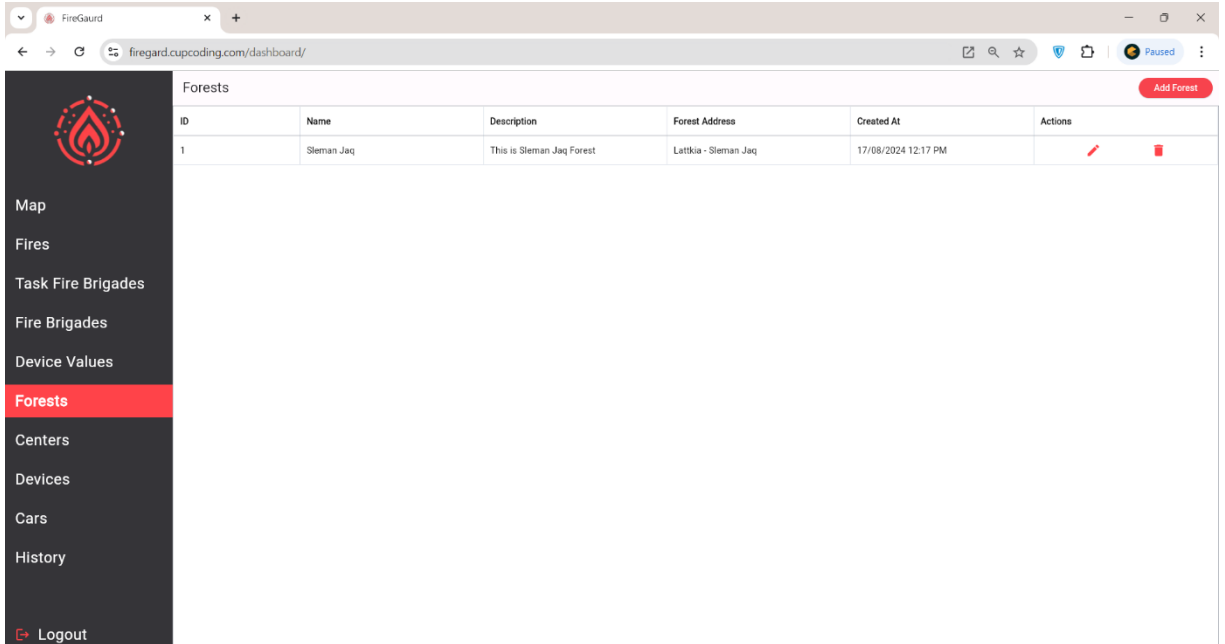 FireGaurd
firegard.cupcoding.com/dashboard/
Paused
Forests
Add Forest
ID Name Description Forest Address Created At Actions
1 Sleman Jaq This is Sleman Jaq Forest Lattkia - Sleman Jaq 17/08/2024 12:17 PM
Map
Fires
Task Fire Brigades
Fire Brigades
Device Values
Forests
Centers
Devices
Cars
History
Logout